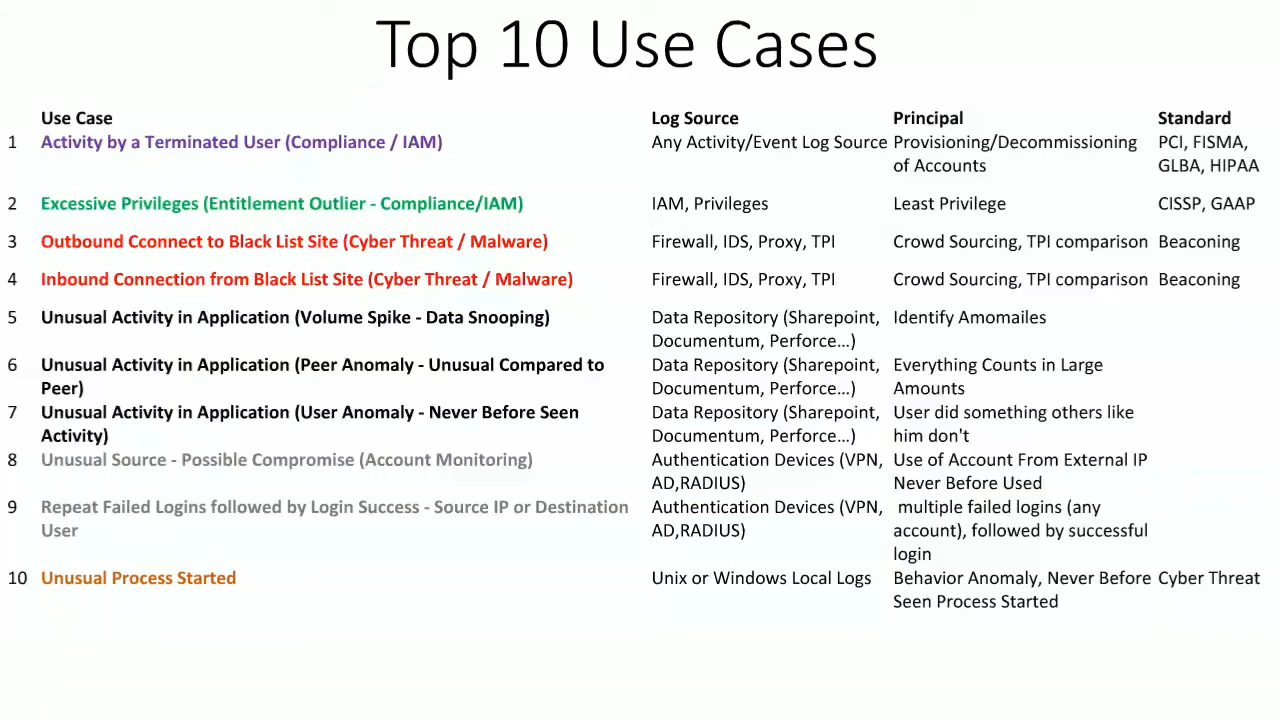 Top 10 Use Cases
Use Case Log Source Principal Standard
1 Activity by a Terminated User (Compliance / IAM) Any Activity/Event Log Source Provisioning/Decommissioning PCI, FISMA,
of Accounts GLBA, HIPAA
2 Excessive Privileges (Entitlement Outlier - Compliance/IAM) IAM, Privileges Least Privilege CISSP, GAAP
3 Outbound Cconnect to Black List Site (Cyber Threat / Malware) Firewall, IDS, Proxy, TPI Crowd Sourcing, TPI comparison Beaconing
4 Inbound Connection from Black List Site (Cyber Threat / Malware) Firewall, IDS, Proxy, TPI Crowd Sourcing, TPI comparison Beaconing
5 Unusual Activity in Application (Volume Spike - Data Snooping) Data Repository (Sharepoint, Identify Amomailes
Documentum, Perforce...)
6 Unusual Activity in Application (Peer Anomaly - Unusual Compared to Data Repository (Sharepoint, Everything Counts in Large
Peer) Documentum, Perforce...) Amounts
7 Unusual Activity in Application (User Anomaly - Never Before Seen Data Repository (Sharepoint, User did something others like
Activity) Documentum, Perforce...) him don't
8 Unusual Source - Possible Compromise (Account Monitoring) Authentication Devices (VPN, Use of Account From External IP
AD,RADIUS) Never Before Used
9 Repeat Failed Logins followed by Login Success - Source IP or Destination Authentication Devices (VPN, multiple failed logins (any
User AD,RADIUS) account), followed by successful
login
10 Unusual Process Started Unix or Windows Local Logs Behavior Anomaly, Never Before Cyber Threat
Seen Process Started